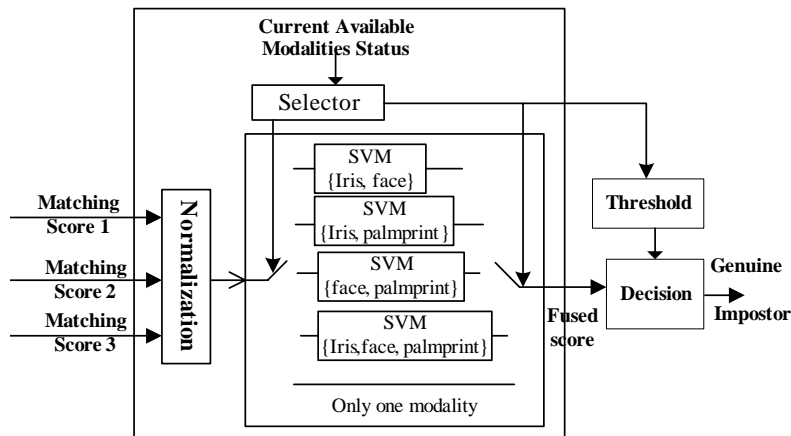 Current Available
Modalities Status
Selector
SVM
{Iris, face}
Matching
Score 1
Normalization
SVM
{Iris, palmprint}
Threshold
Matching
Score 2
SVM
{face, palmprint}
Decision
Genuine
Impostor
Fused
score
Matching
Score 3
SVM
{Iris,face, palmprint}
Only one modality